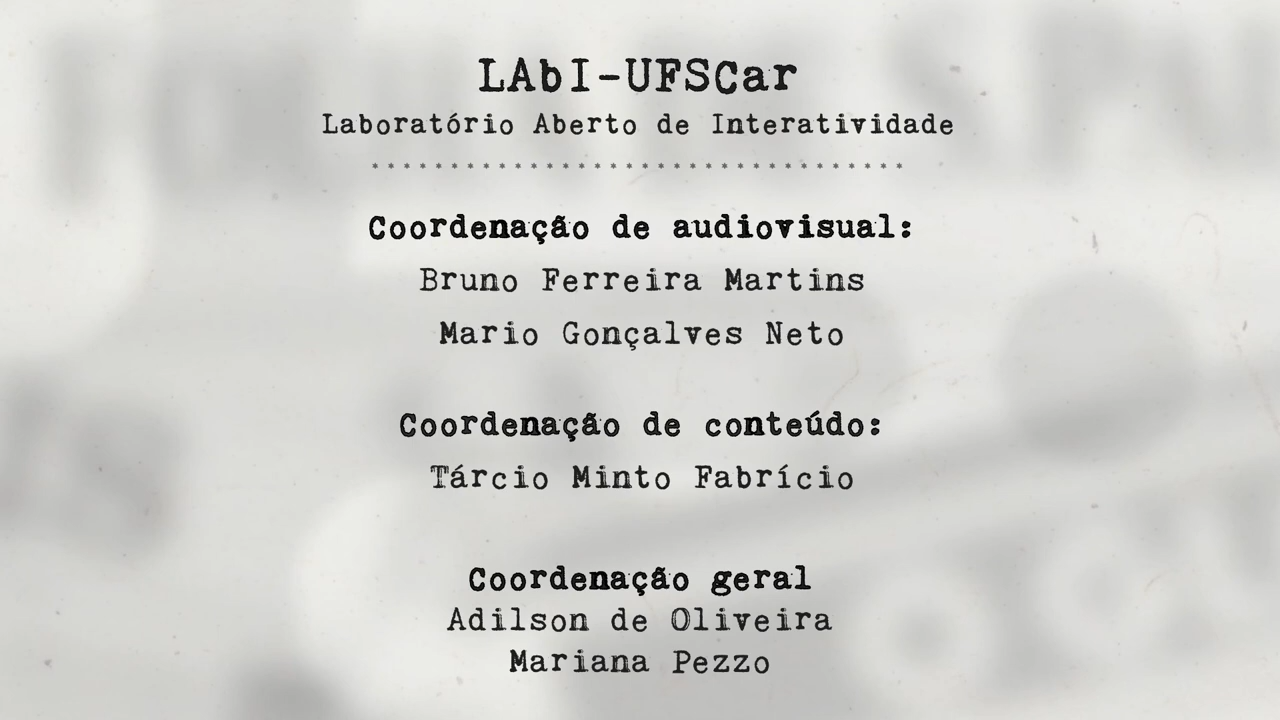 LAbI-UFSCar
Laboratório Aberto de Interatividade
Coordenação de audiovisual:
Bruno Ferreira Martins
Mario Gonçalves Neto
Coordenação de conteúdo:
Tárcio Minto Fabrício
Coordenação geral
Adilson de Oliveira
Mariana Pezzo